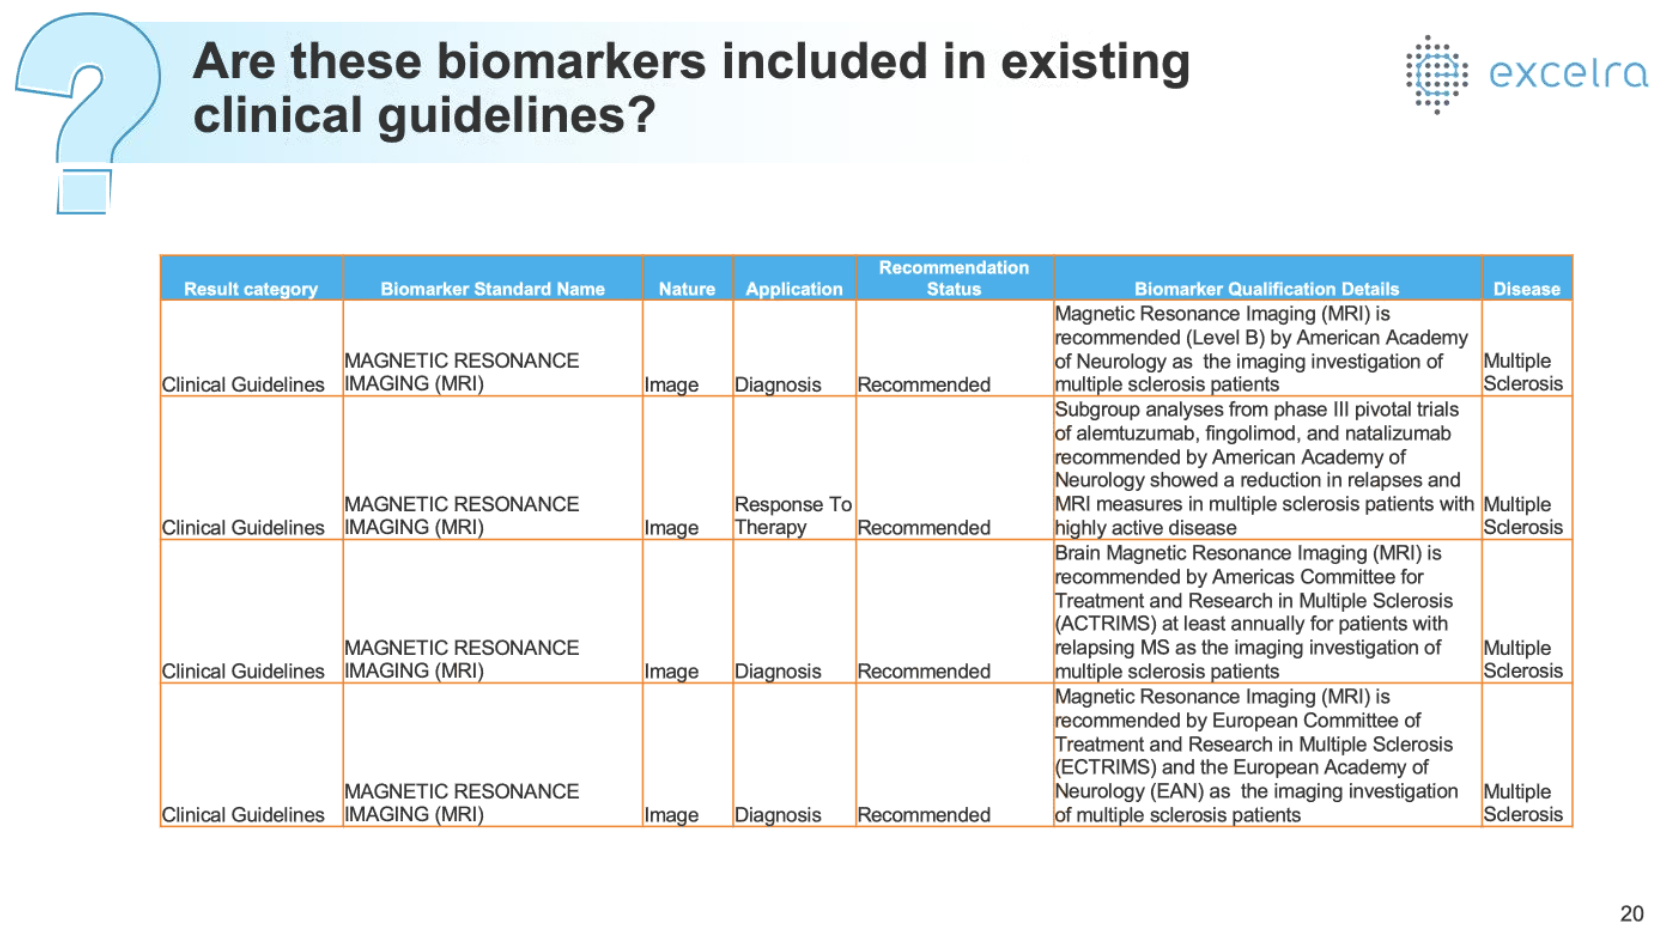 Are these biomarkers included in existing
clinical guidelines?
excelra
Result category
Biomarker Standard Name
Nature
Application
Recommendation
Status
Biomarker Qualification Details
Disease
Clinical Guidelines
MAGNETIC RESONANCE
IMAGING (MRI)
Image
Diagnosis
Recommended
Magnetic Resonance Imaging (MRI) is
recommended (Level B) by American Academy
of Neurology as  the imaging investigation of
multiple sclerosis patients
Multiple
Sclerosis
Clinical Guidelines
MAGNETIC RESONANCE
IMAGING (MRI)
Image
Response To
Therapy
Recommended
Subgroup analyses from phase III pivotal trials
of alemtuzumab, fingolimod, and natalizumab
recommended by American Academy of
Neurology showed a reduction in relapses and
MRI measures in multiple sclerosis patients with
highly active disease
Multiple
Sclerosis
Clinical Guidelines
MAGNETIC RESONANCE
IMAGING (MRI)
Image
Diagnosis
Recommended
Brain Magnetic Resonance Imaging (MRI) is
recommended by Americas Committee for
Treatment and Research in Multiple Sclerosis
(ACTRIMS) at least annually for patients with
relapsing MS as the imaging investigation of
multiple sclerosis patients
Multiple
Sclerosis
Clinical Guidelines
MAGNETIC RESONANCE
IMAGING (MRI)
Image
Diagnosis
Recommended
Magnetic Resonance Imaging (MRI) is
recommended by European Committee of
Treatment and Research in Multiple Sclerosis
(ECTRIMS) and the European Academy of
Neurology (EAN) as  the imaging investigation
of multiple sclerosis patients
Multiple
Sclerosis
20